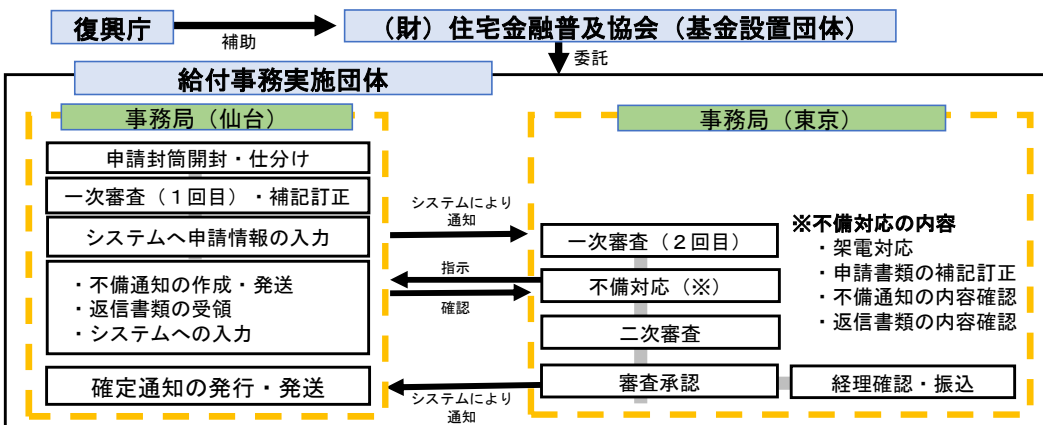 復興庁
補助
（財）住宅金融普及協会（基金設置団体）
委託
給付事務実施団体
事務局（仙台）
申請封筒開封・仕分け
一次審査（１回目）・補記訂正
システムへ申請情報の入力
・不備通知の作成・発送
・返信書類の受領
・システムへの入力
確定通知の発行・発送
システムにより
通知
指示
確認
システムにより
通知
事務局（東京）
一次審査（２回目）
不備対応（※）
二次審査
審査承認
経理確認・振込
※不備対応の内容
・架電対応
・申請書類の補記訂正
・不備通知の内容確認
・返信書類の内容確認